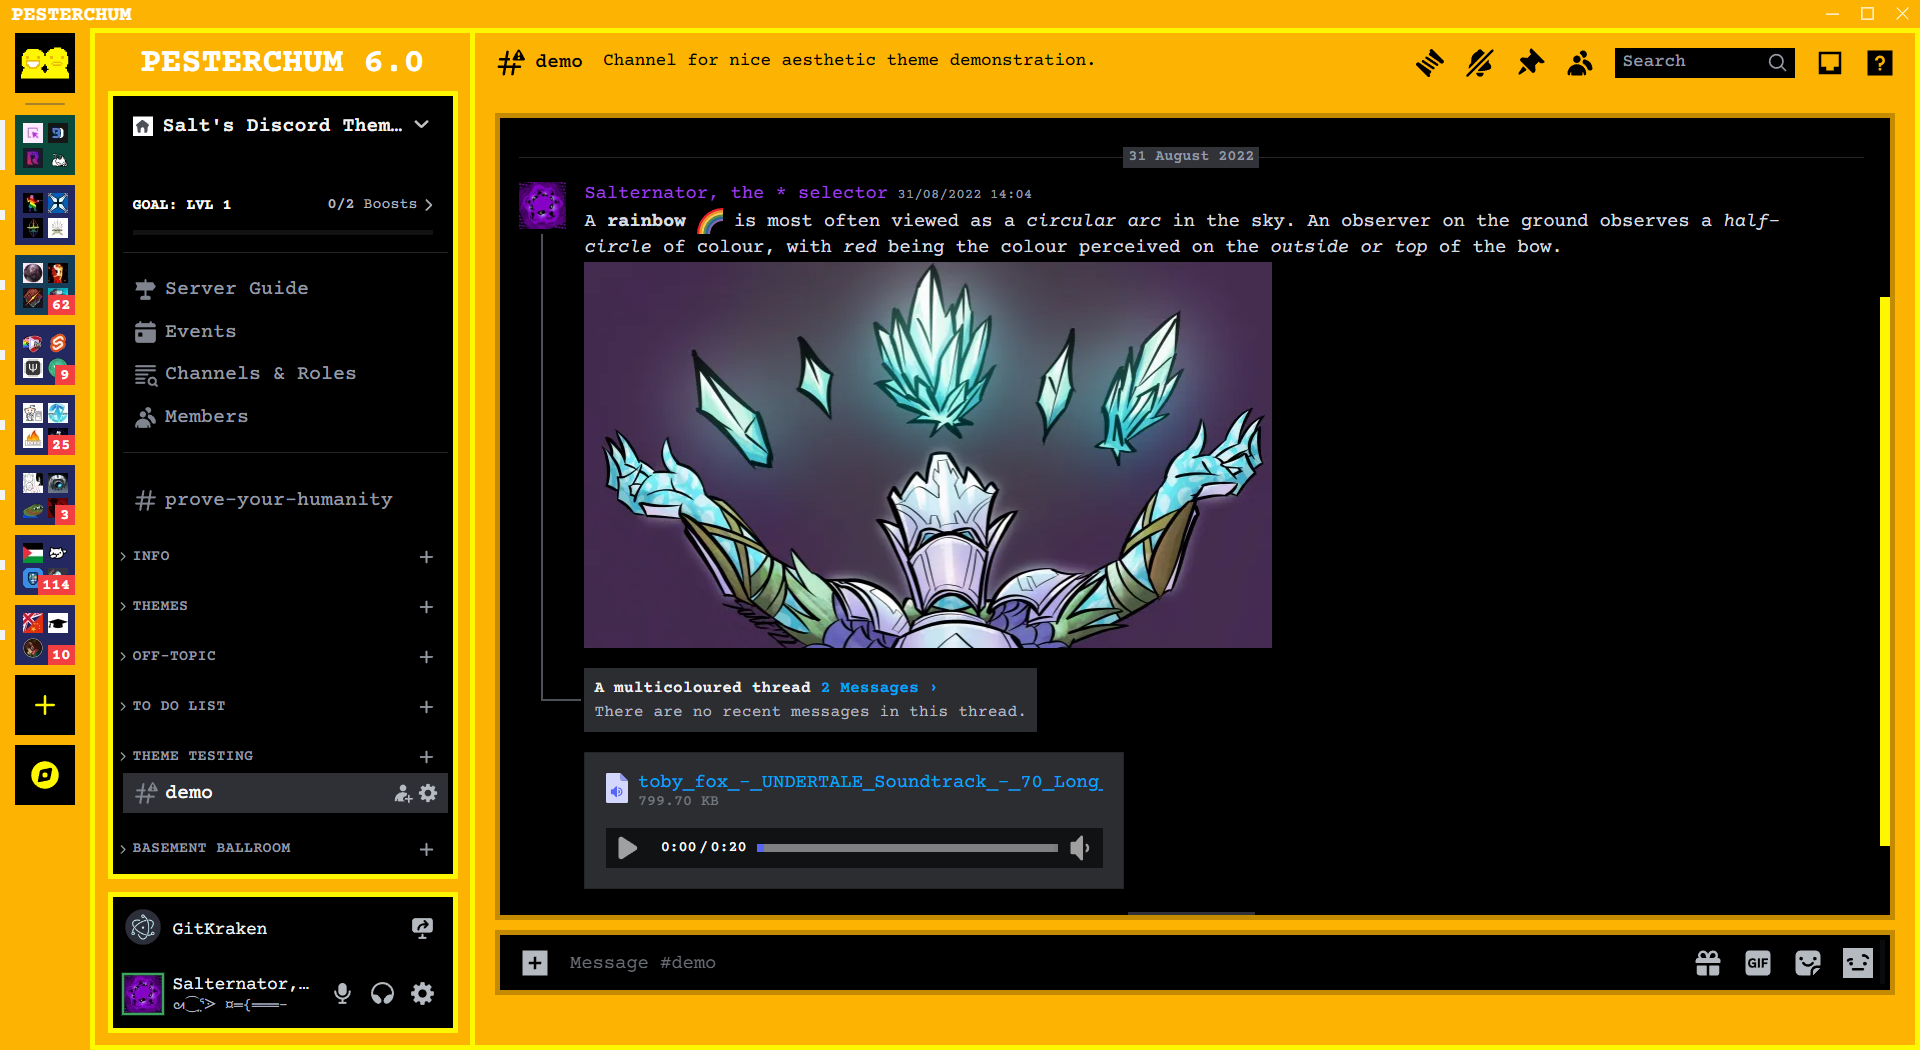 PESTERCHUM
PESTERCHUM 6.0
Salt's Discord Them…
GOAL: LVL 1
0/2 Boosts
Server Guide
Events
Channels & Roles
Members
prove-your-humanity
INFO
THEMES
OFF-TOPIC
TO DO LIST
THEME TESTING
demo
BASEMENT BALLROOM
62
9
25
3
114
10
GitKraken
Salternator,…
demo
Channel for nice aesthetic theme demonstration.
Search
31 August 2022
Salternator, the * selector 31/08/2022 14:04
A rainbow 🌈 is most often viewed as a circular arc in the sky. An observer on the ground observes a half-
circle of colour, with red being the colour perceived on the outside or top of the bow.
A multicoloured thread 2 Messages ›
There are no recent messages in this thread.
toby_fox_-_UNDERTALE_Soundtrack_-_70_Long_
799.70 KB
0:00/0:20
Message #demo
GIF